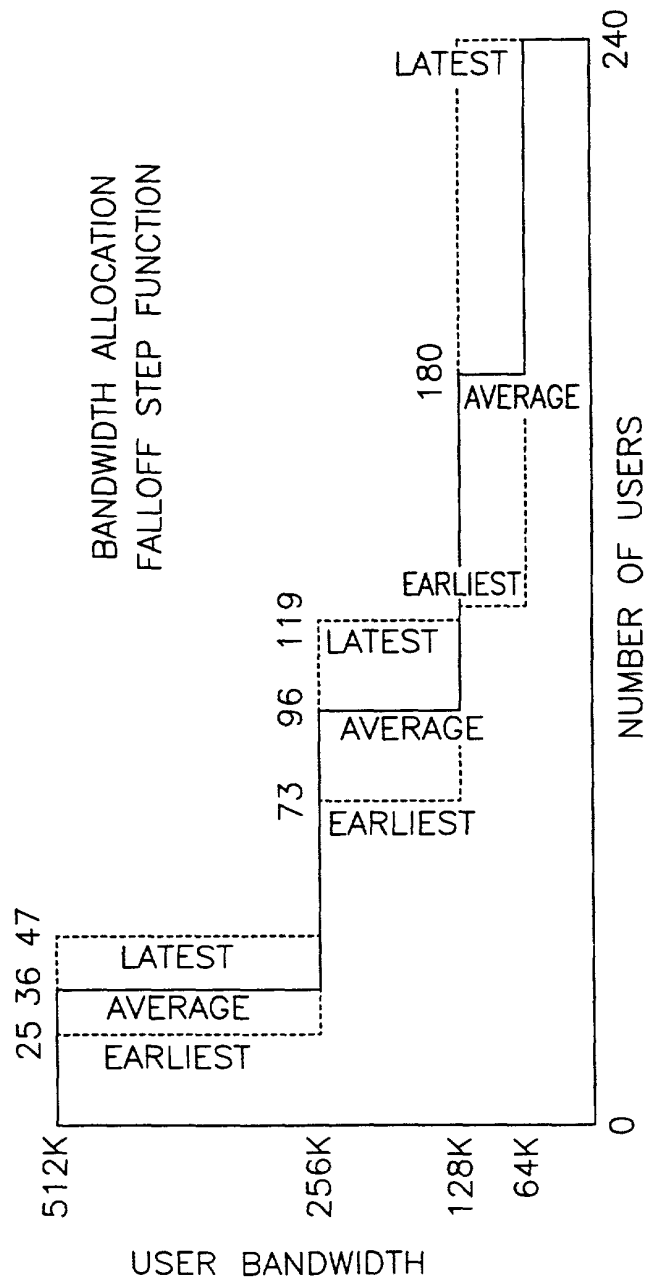 BANDWIDTH ALLOCATION
FALLOFF STEP FUNCTION
USER BANDWIDTH
512K
256K
128K
64K
25 36 47
LATEST
AVERAGE
EARLIEST
73
96
119
LATEST
AVERAGE
EARLIEST
180
LATEST
AVERAGE
EARLIEST
0
240
NUMBER OF USERS